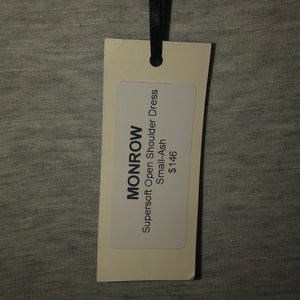 MONROW
Supersoft Open Shoulder Dress
Small-Ash
$146